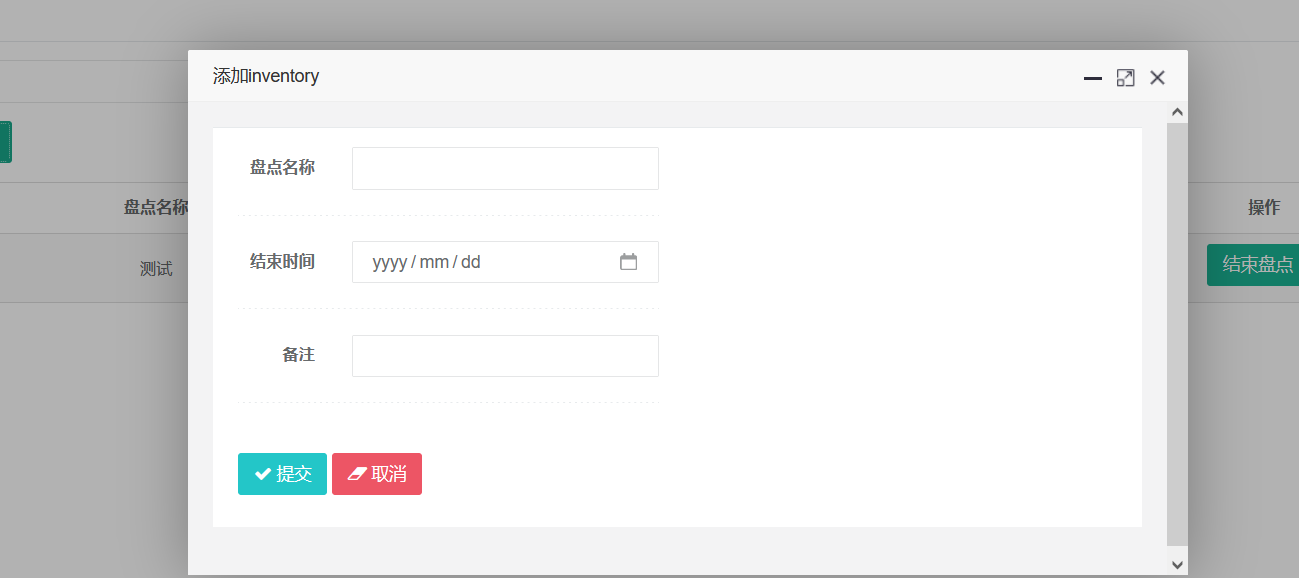 添加inventory
盘点名称
结束时间
yyyy / mm / dd
备注
提交 取消
盘点名称
操作
测试
结束盘点